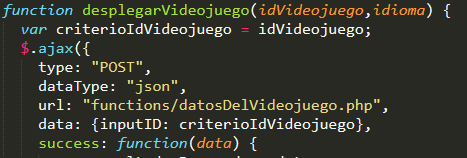 function desplegarVideojuego(idVideojuego,idioma) {
var criterioIdVideojuego = idVideojuego;
$.ajax({
type: "POST",
dataType: "json",
url: "functions/datosDelVideojuego.php",
data: {inputID: criterioIdVideojuego},
success: function(data) {